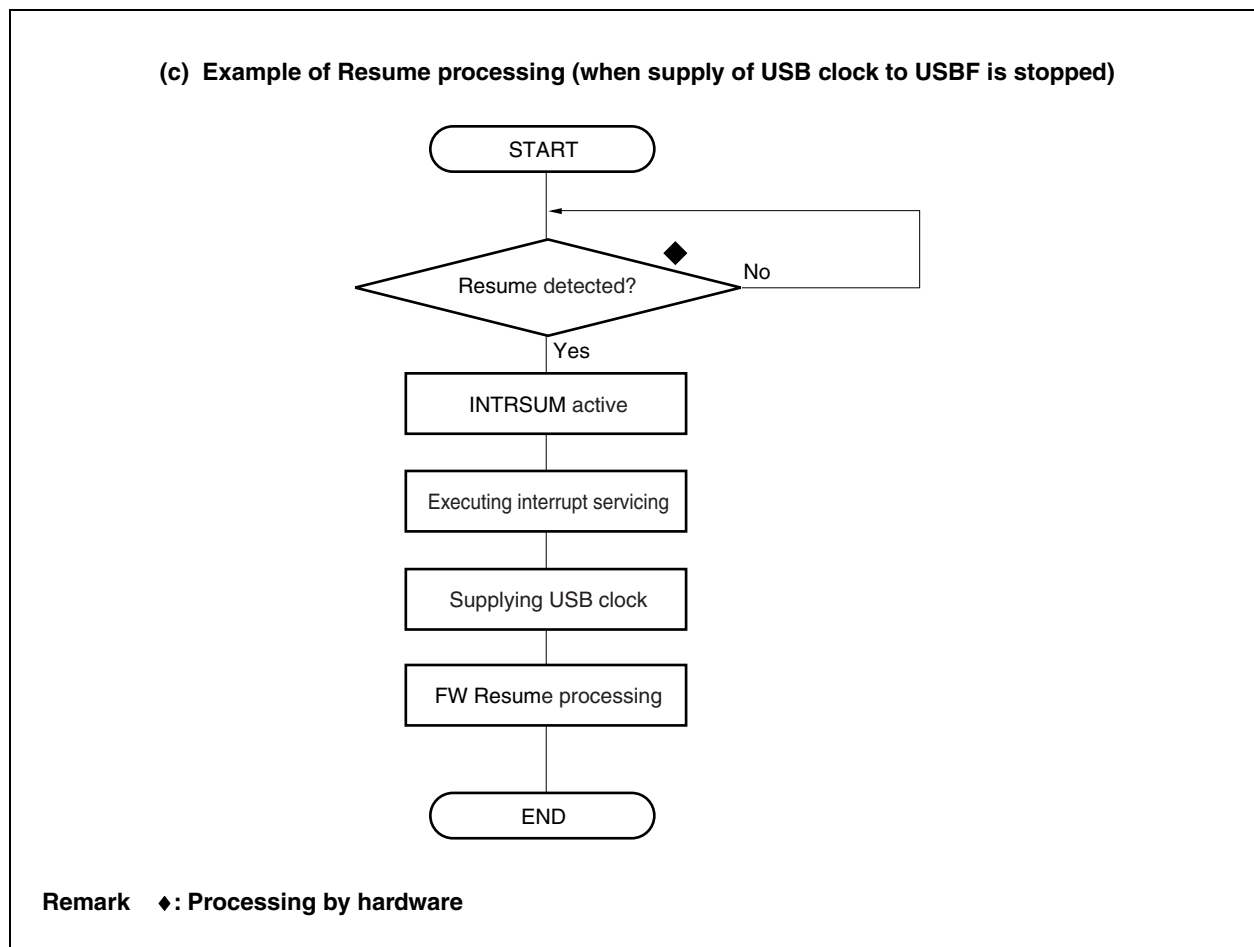 (c) Example of Resume processing (when supply of USB clock to USBF is stopped)
START
Resume detected?
No
Yes
INTRSUM active
Executing interrupt servicing
Supplying USB clock
FW Resume processing
END
Remark ♦: Processing by hardware